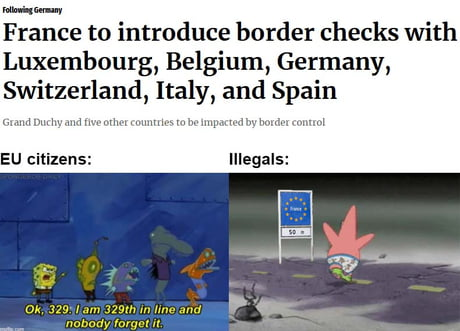 Following Germany
France to introduce border checks with
Luxembourg, Belgium, Germany,
Switzerland, Italy, and Spain
Grand Duchy and five other countries to be impacted by border control
EU citizens:
Illegals:
France
50 m
Ok, 329: I am 329th in line and
nobody forget it.